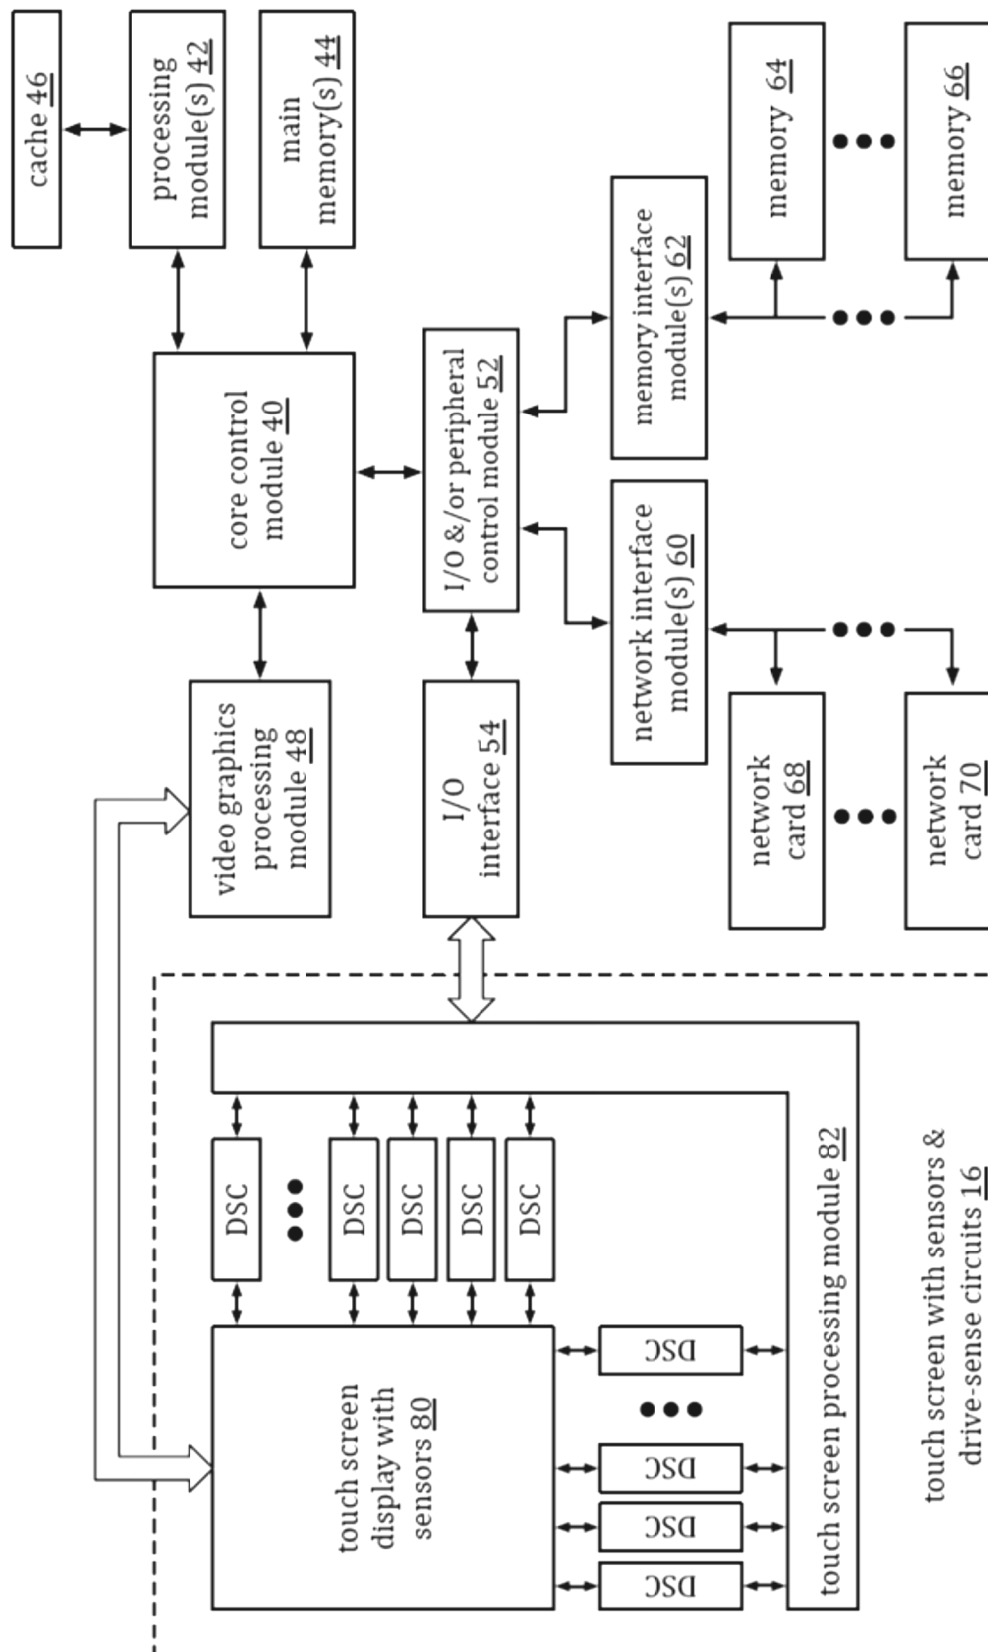 cache 46
processing
module(s) 42
main
memory(s) 44
core control
module 40
video graphics
processing
module 48
touch screen
display with
sensors 80
DSC
DSC
DSC
DSC
DSC
I/O
interface 54
I/O &/or peripheral
control module 52
DSC
DSC
DSC
DSC
touch screen processing module 82
network interface
module(s) 60
memory interface
module(s) 62
touch screen with sensors &
drive-sense circuits 16
network
card 68
memory 64
network
card 70
memory 66